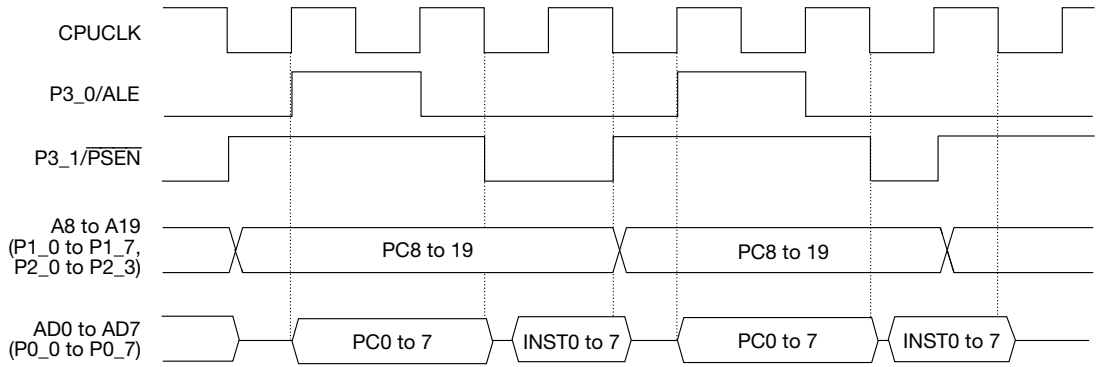 CPUCLK
P3_0/ALE
P3_1/PSEN
A8 to A19
(P1_0 to P1_7,
P2_0 to P2_3)
PC8 to 19
PC8 to 19
AD0 to AD7
(P0_0 to P0_7)
PC0 to 7
INST0 to 7
PC0 to 7
INST0 to 7